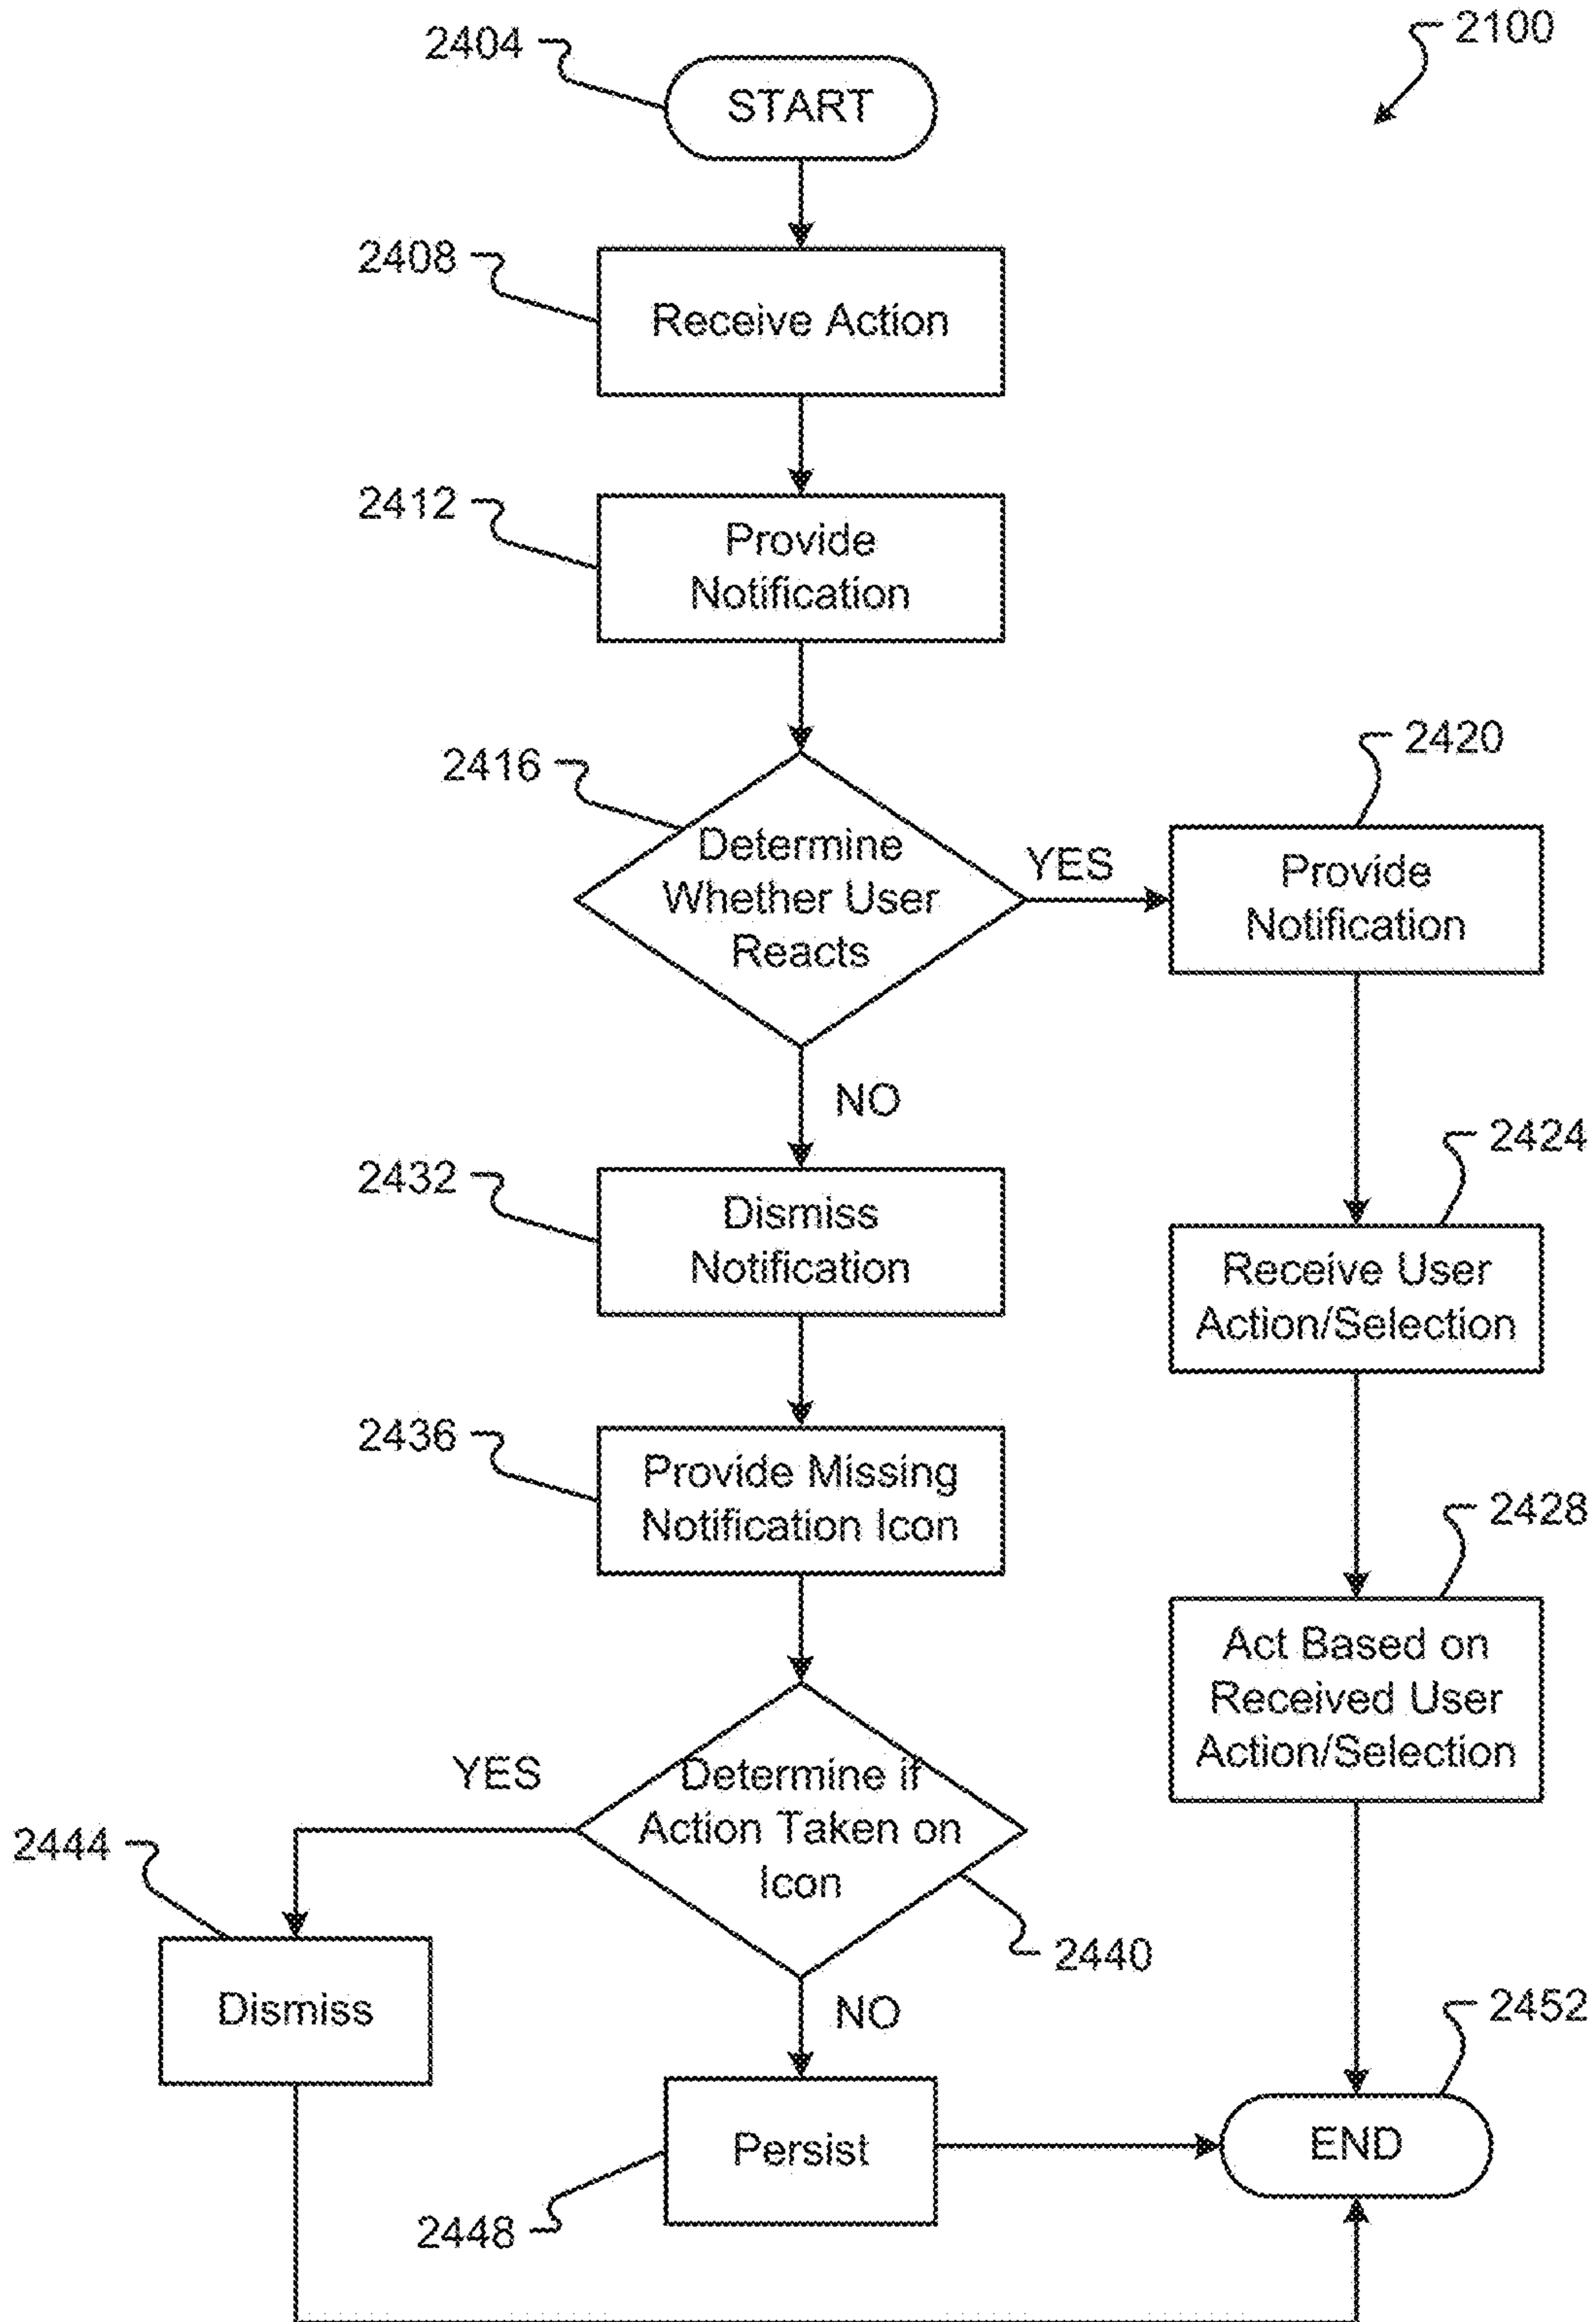 2100
2404
START
2408
Receive Action
2412
Provide
Notification
2416
Determine
Whether User
Reacts
YES
2420
Provide
Notification
NO
2424
Receive User
Action/Selection
2432
Dismiss
Notification
2436
Provide Missing
Notification Icon
2428
Act Based on
Received User
Action/Selection
YES
Determine if
Action Taken on
Icon
2440
2444
Dismiss
NO
2448
Persist
2452
END